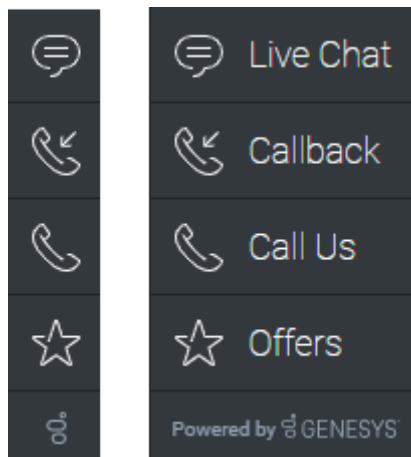 Live Chat
Callback
Call Us
Offers
Powered by GENESYS